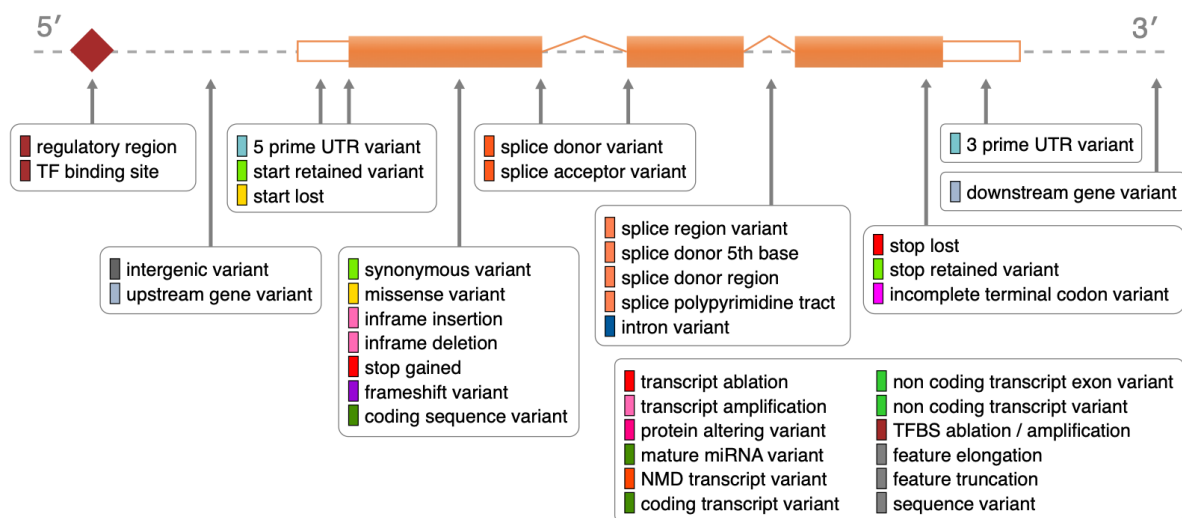 5′
3′
regulatory region
TF binding site
5 prime UTR variant
start retained variant
start lost
splice donor variant
splice acceptor variant
3 prime UTR variant
downstream gene variant
intergenic variant
upstream gene variant
synonymous variant
missense variant
inframe insertion
inframe deletion
stop gained
frameshift variant
coding sequence variant
splice region variant
splice donor 5th base
splice donor region
splice polypyrimidine tract
intron variant
stop lost
stop retained variant
incomplete terminal codon variant
transcript ablation
transcript amplification
protein altering variant
mature miRNA variant
NMD transcript variant
coding transcript variant
non coding transcript exon variant
non coding transcript variant
TFBS ablation / amplification
feature elongation
feature truncation
sequence variant